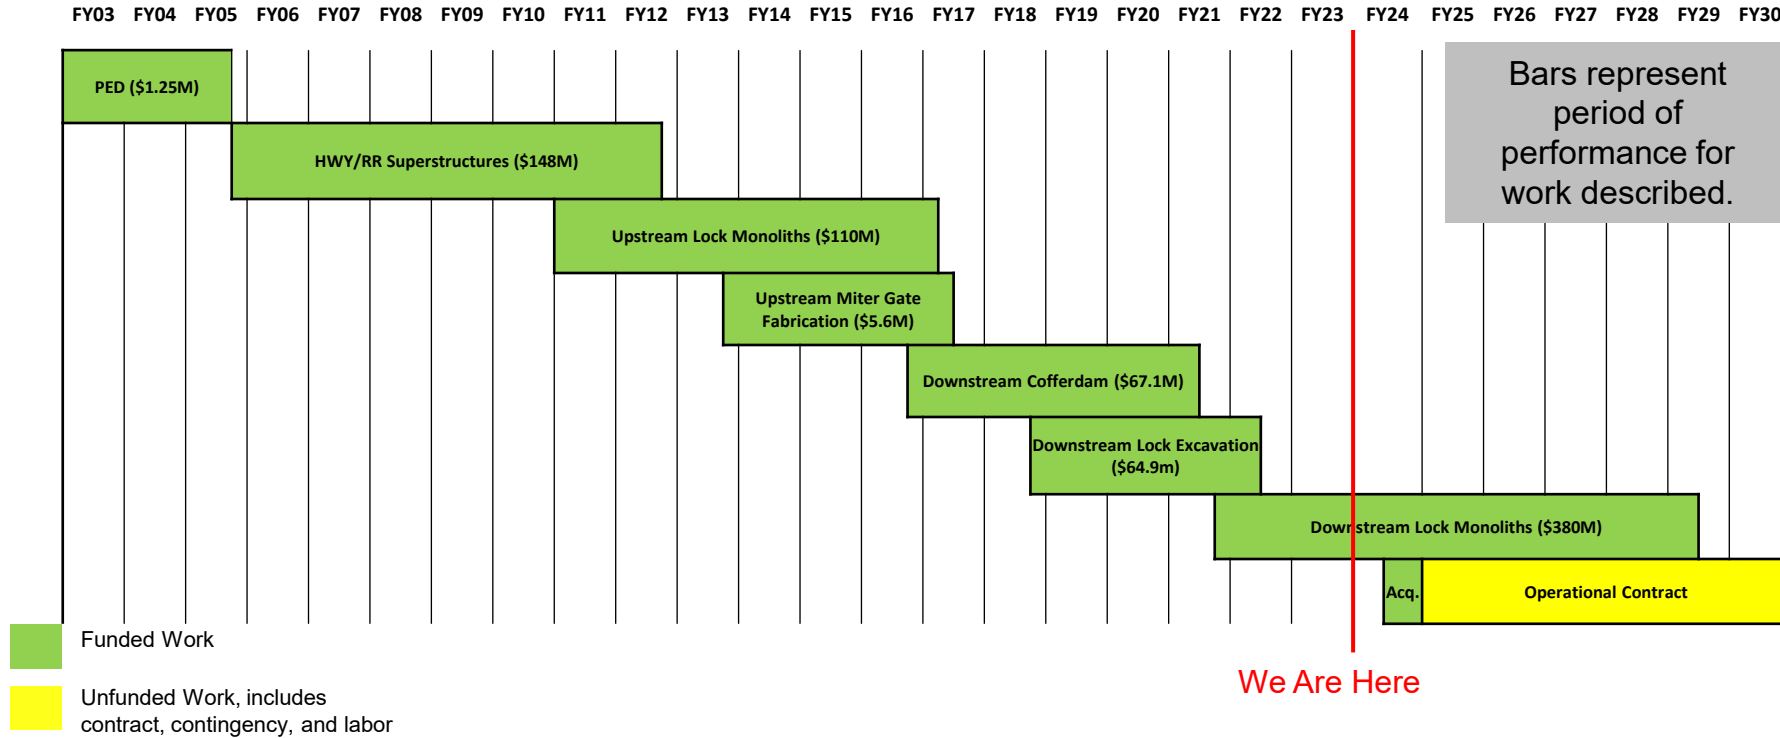 FY03 FY04 FY05 FY06 FY07 FY08 FY09 FY10 FY11 FY12 FY13 FY14 FY15 FY16 FY17 FY18 FY19 FY20 FY21 FY22 FY23 FY24 FY25 FY26 FY27 FY28 FY29 FY30
Bars represent
period of
performance for
work described.
PED ($1.25M)
HWY/RR Superstructures ($148M)
Upstream Lock Monoliths ($110M)
Upstream Miter Gate
Fabrication ($5.6M)
Downstream Cofferdam ($67.1M)
Downstream Lock Excavation
($64.9m)
Downstream Lock Monoliths ($380M)
Acq.
Operational Contract
Funded Work
We Are Here
Unfunded Work, includes
contract, contingency, and labor